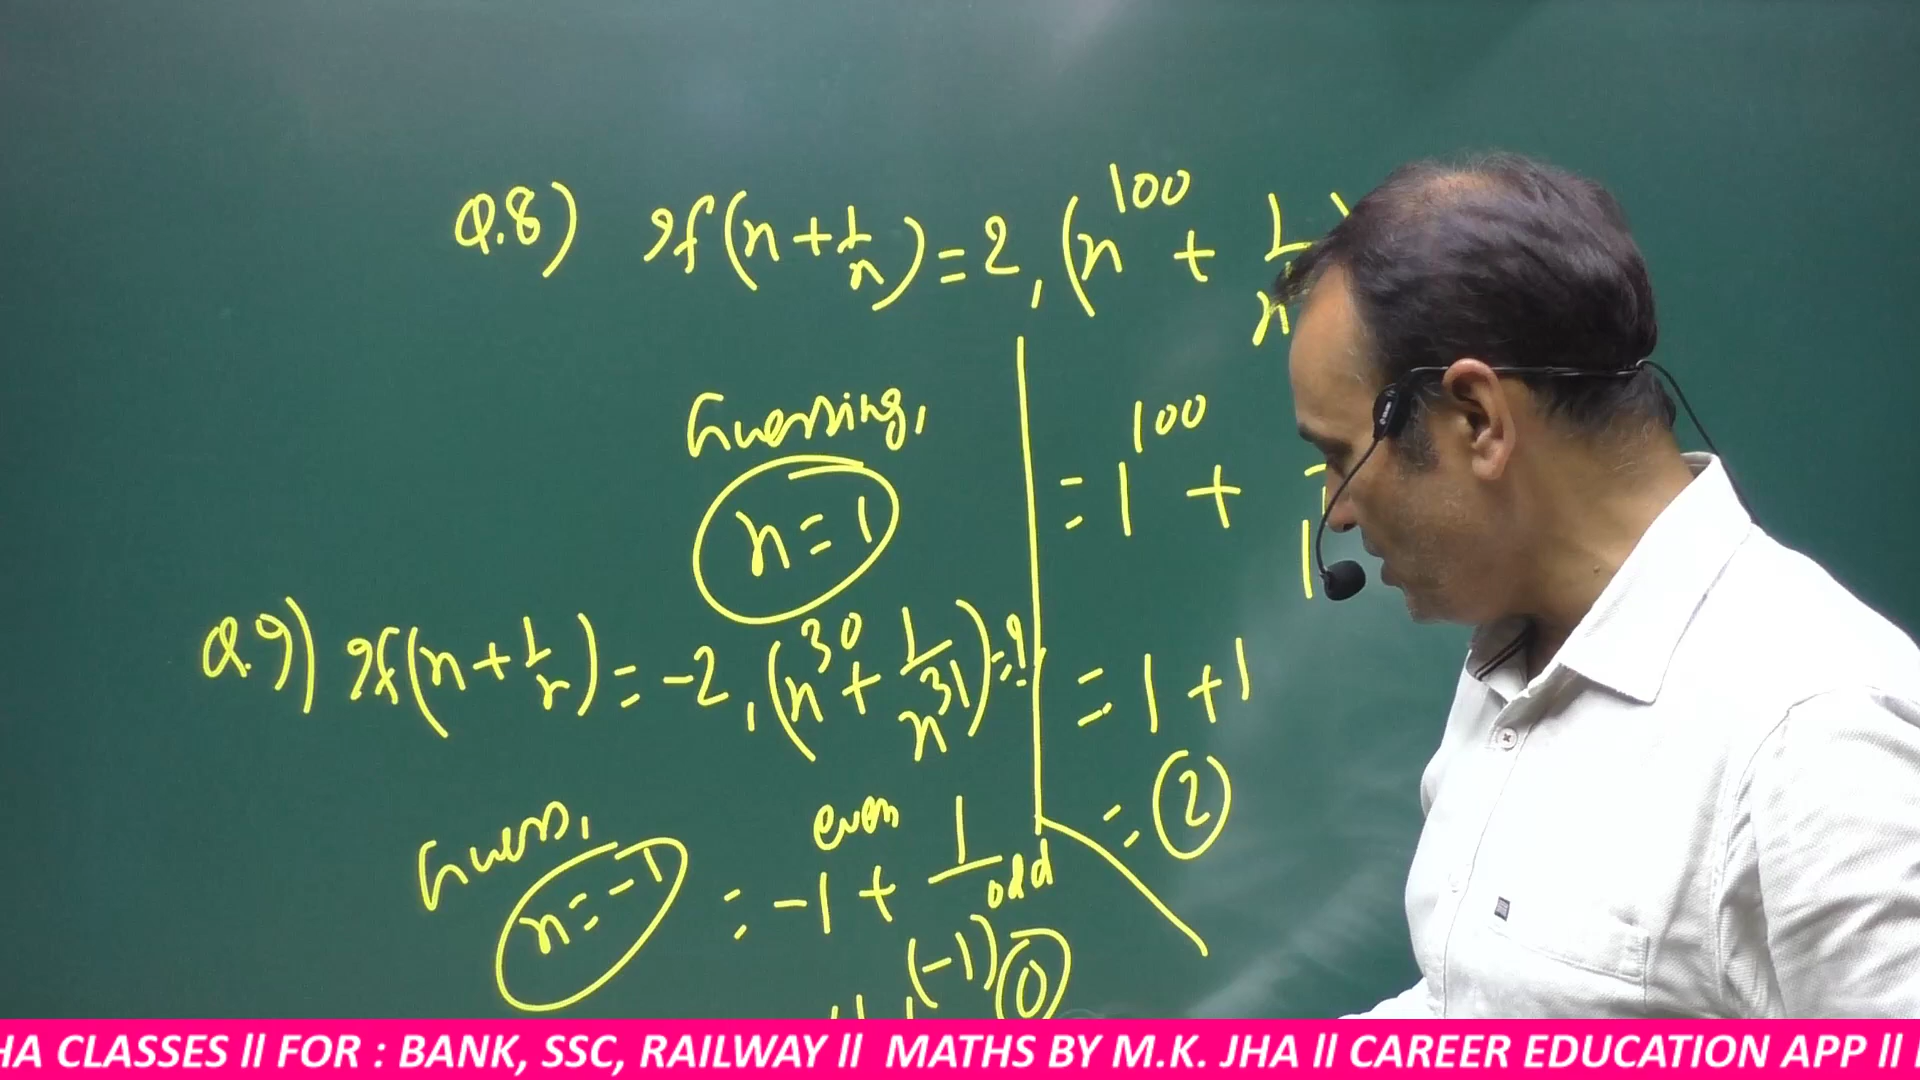 Q.8) If (n + 1/n) = 2, (n^100 + 1/n
Guessing,
n = 1
= 1^100 +
1
= 1 + 1
= 2
Q.9) If (n + 1/n) = -2, (n^30 + 1/n^31) = ?
Guess,
n = -1
= -1^even + 1/(-1)^odd
0
HA CLASSES ll FOR : BANK, SSC, RAILWAY ll MATHS BY M.K. JHA ll CAREER EDUCATION APP ll